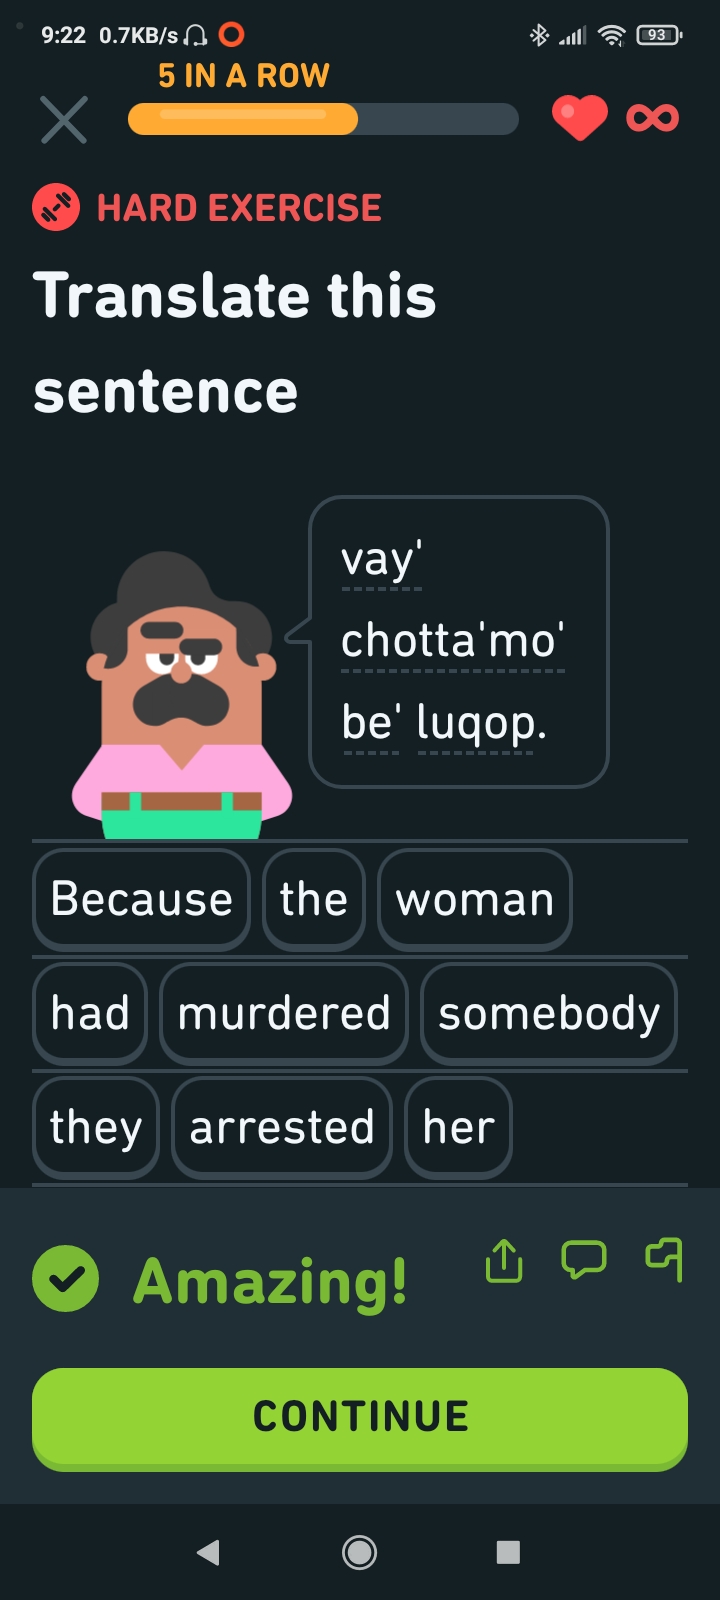 9:22 0.7KB/s 93
5 IN A ROW
HARD EXERCISE
Translate this
sentence
vay'
chotta'mo'
be' luqop.
Because the woman
had murdered somebody
they arrested her
Amazing!
CONTINUE